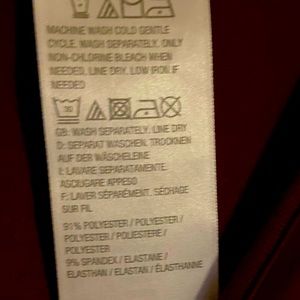 MACHINE WASH COLD GENTLE
CYCLE, WASH SEPARATELY, ONLY
NON-CHLORINE BLEACH WHEN
NEEDED, LINE DRY, LOW IRON IF
NEEDED
30
GB: WASH SEPARATELY, LINE DRY
D: SEPARAT WASCHEN, TROCKNEN
AUF DER WÄSCHELEINE
I: LAVARE SEPARATAMENTE,
ASCIUGARE APPESO
F: LAVER SÉPARÉMENT, SÉCHAGE
SUR FIL
91% POLYESTER / POLYESTER /
POLYESTER / POLIESTERE /
POLYESTER
9% SPANDEX / ELASTANE /
ELASTHAN / ELASTAN / ÉLASTHANNE